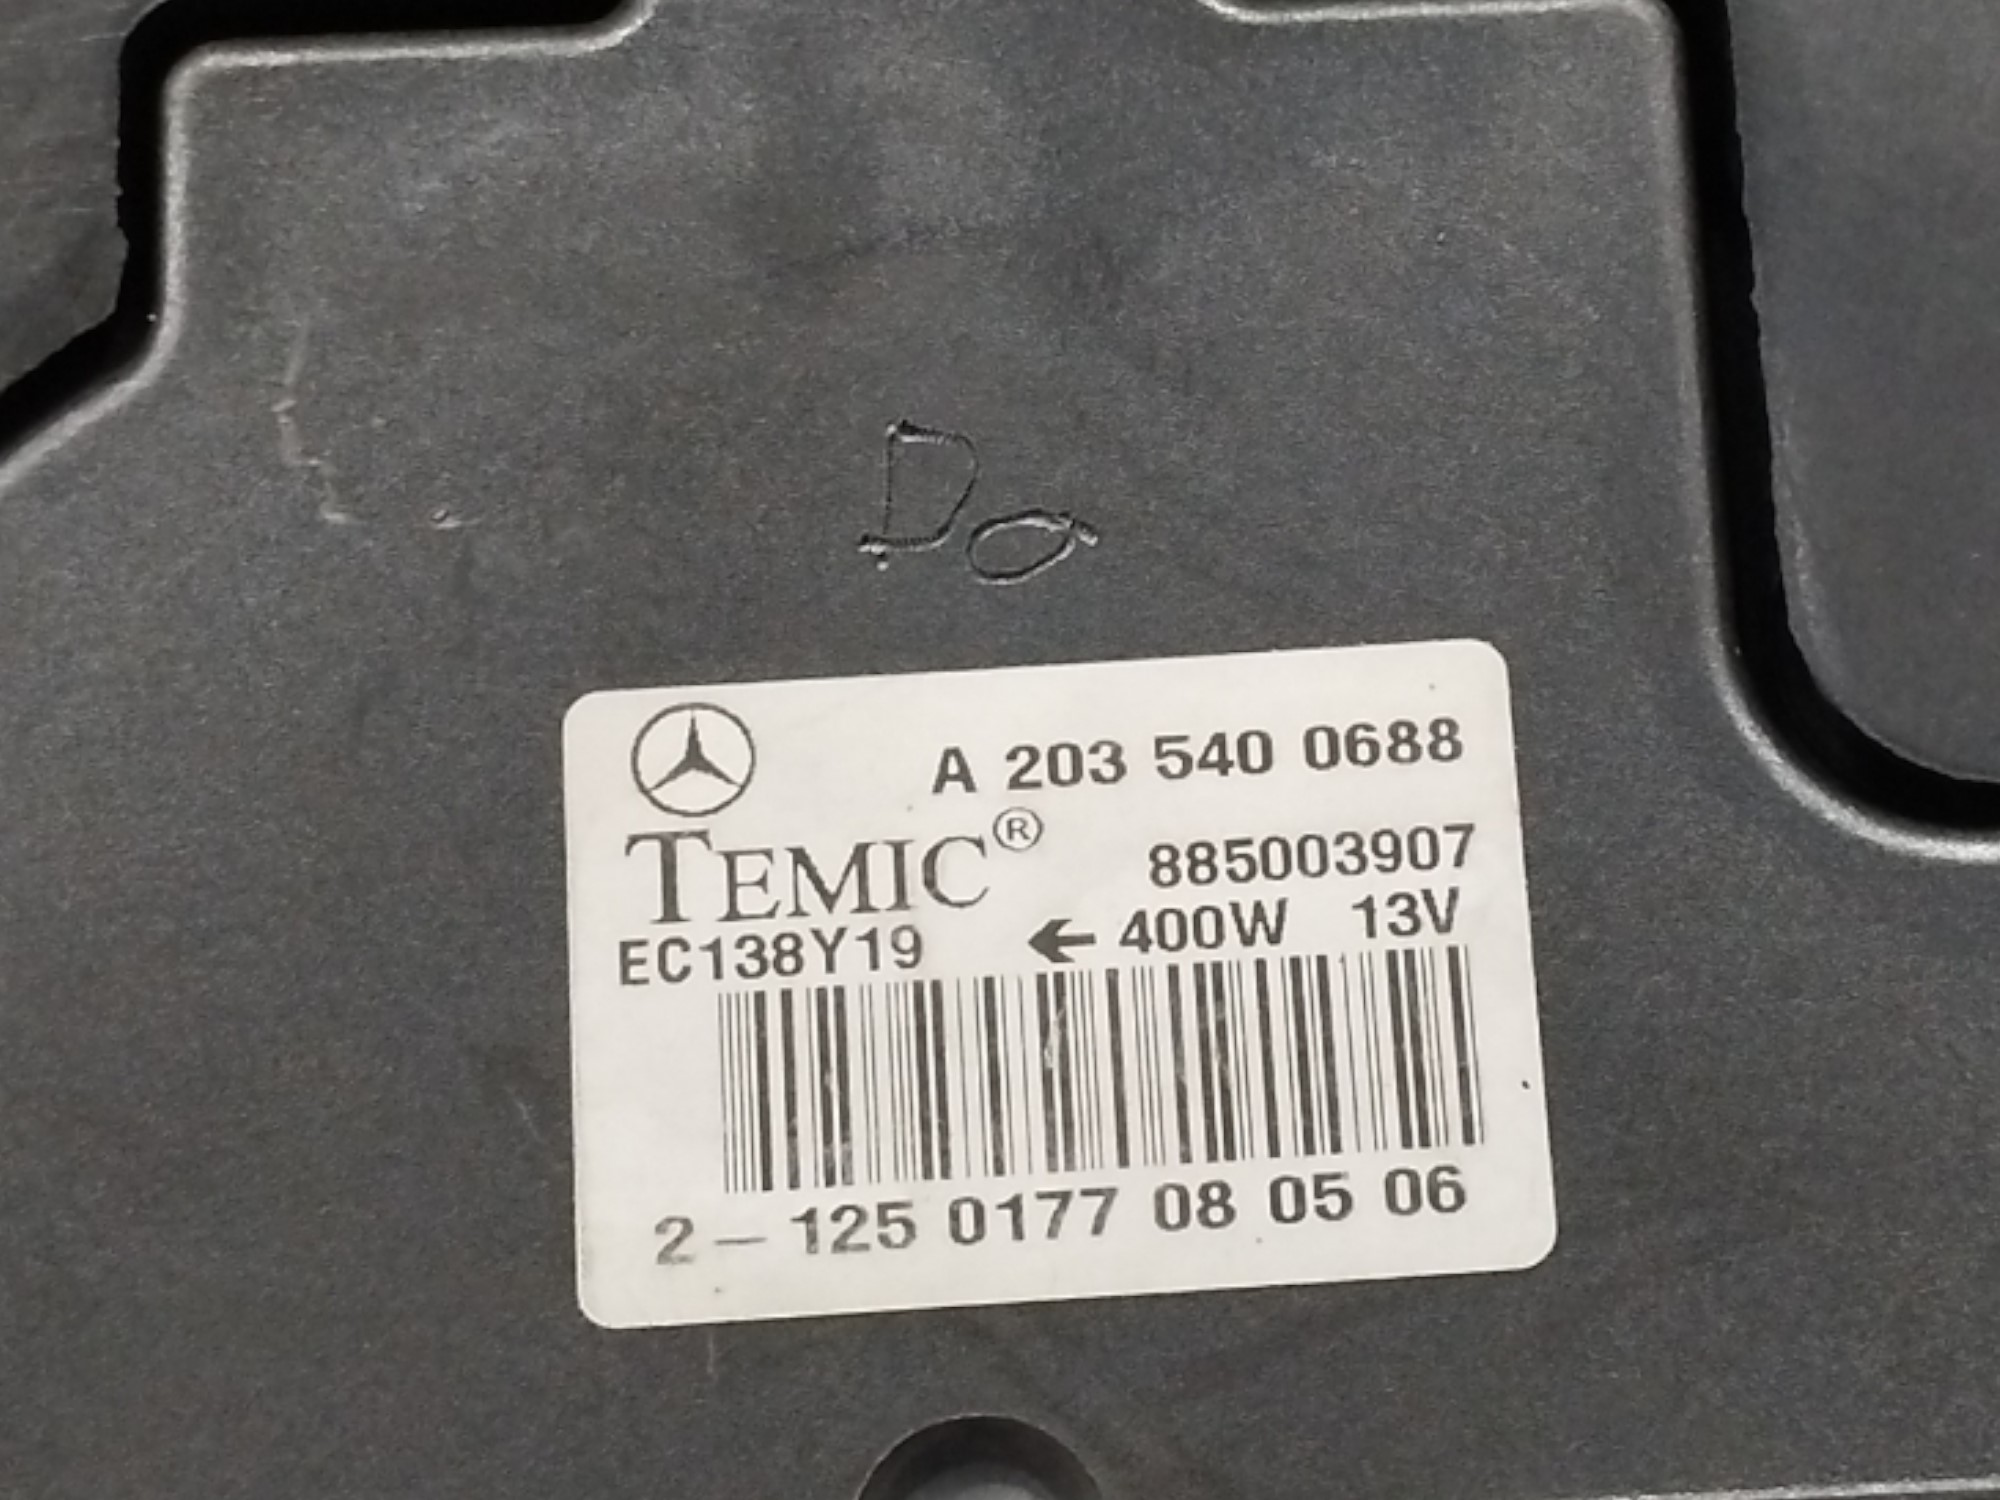 Do
A 203 540 0688
TEMIC®
885003907
EC138Y19 ← 400W 13V
2 – 125 0177 08 05 06